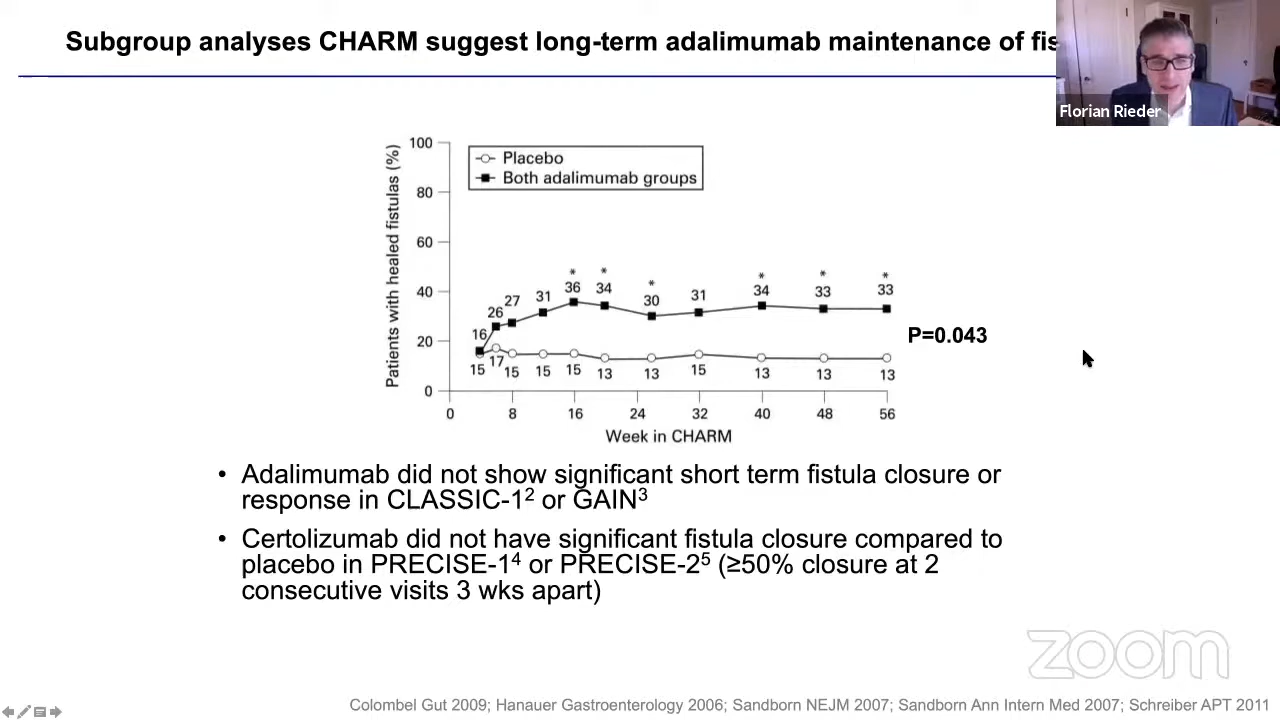 Subgroup analyses CHARM suggest long-term adalimumab maintenance of
Florian Rieder
Patients with healed fistulas (%)
100
80
60
40
20
0
Placebo
Both adalimumab groups
* * * * * *
16 26 27 31 36 34 30 31 34 33 33
15 17 15 15 15 13 13 15 13 13 13
P=0.043
0 8 16 24 32 40 48 56
Week in CHARM
• Adalimumab did not show significant short term fistula closure or
response in CLASSIC-1² or GAIN³
• Certolizumab did not have significant fistula closure compared to
placebo in PRECISE-1⁴ or PRECISE-2⁵ (≥50% closure at 2
consecutive visits 3 wks apart)
zoom
Colombel Gut 2009; Hanauer Gastroenterology 2006; Sandborn NEJM 2007; Sandborn Ann Intern Med 2007; Schreiber APT 2011